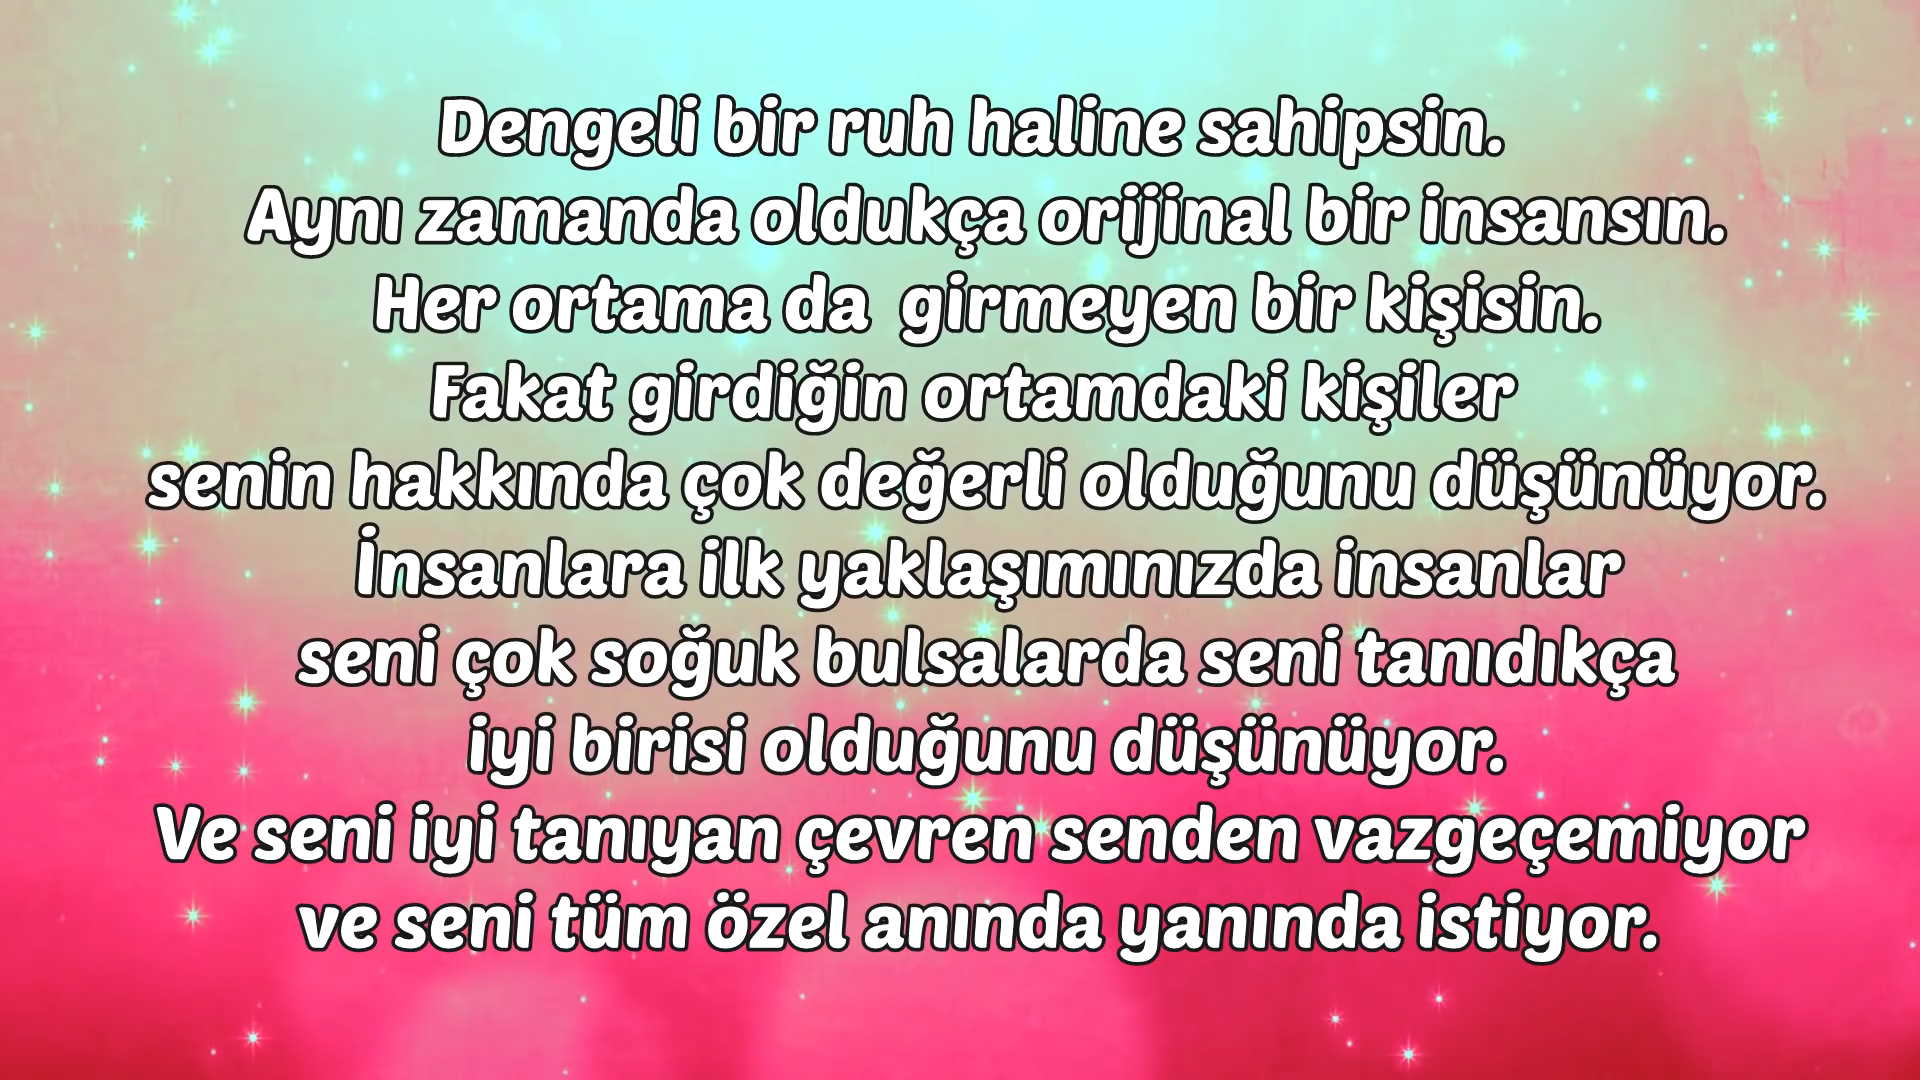 Dengeli bir ruh haline sahipsin.
Aynı zamanda oldukça orijinal bir insansın.
Her ortama da  girmeyen bir kişisin.
Fakat girdiğin ortamdaki kişiler
senin hakkında çok değerli olduğunu düşünüyor.
İnsanlara ilk yaklaşımınızda insanlar
seni çok soğuk bulsalarda seni tanıdıkça
iyi birisi olduğunu düşünüyor.
Ve seni iyi tanıyan çevren senden vazgeçemiyor
ve seni tüm özel anında yanında istiyor.